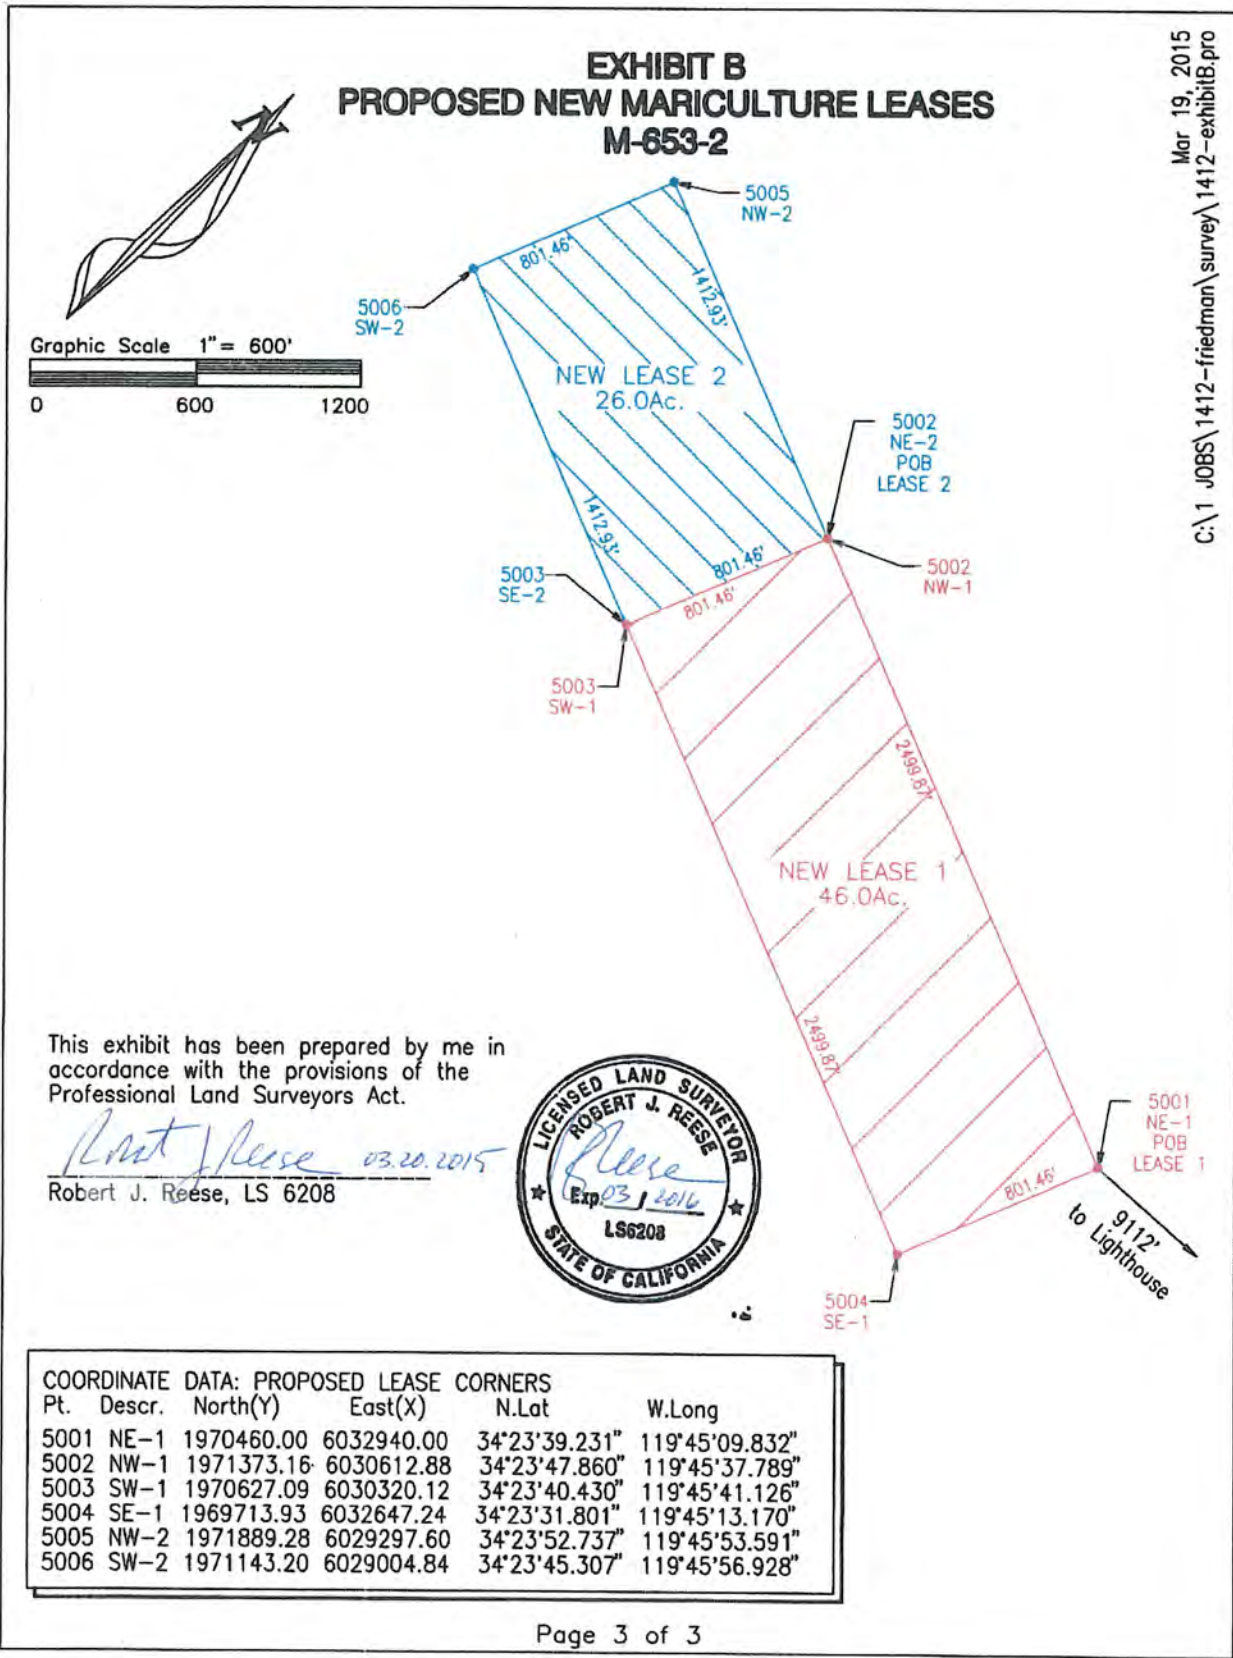 Mar 19, 2015
C:\1 JOBS\1412-friedman\survey\1412-exhibitB.pro
EXHIBIT B
PROPOSED NEW MARICULTURE LEASES
M-653-2
N
Graphic Scale 1"= 600'
0 600 1200
5005
NW-2
801.46'
1412.93'
5006
SW-2
NEW LEASE 2
26.0Ac.
5002
NE-2
POB
LEASE 2
1412.93'
801.46'
5003
SE-2
801.46'
5002
NW-1
5003
SW-1
2499.87'
NEW LEASE 1
46.0Ac.
2499.87'
This exhibit has been prepared by me in
accordance with the provisions of the
Professional Land Surveyors Act.
Robert J Reese 03.20.2015
Robert J. Reese, LS 6208
LICENSED LAND SURVEYOR
ROBERT J. REESE
RJReese
Exp. 03 / 2016
LS6208
STATE OF CALIFORNIA
5001
NE-1
POB
LEASE 1
801.46'
9112'
to Lighthouse
5004
SE-1
COORDINATE DATA: PROPOSED LEASE CORNERS
Pt. Descr. North(Y) East(X) N.Lat W.Long
5001 NE-1 1970460.00 6032940.00 34°23'39.231" 119°45'09.832"
5002 NW-1 1971373.16 6030612.88 34°23'47.860" 119°45'37.789"
5003 SW-1 1970627.09 6030320.12 34°23'40.430" 119°45'41.126"
5004 SE-1 1969713.93 6032647.24 34°23'31.801" 119°45'13.170"
5005 NW-2 1971889.28 6029297.60 34°23'52.737" 119°45'53.591"
5006 SW-2 1971143.20 6029004.84 34°23'45.307" 119°45'56.928"
Page 3 of 3